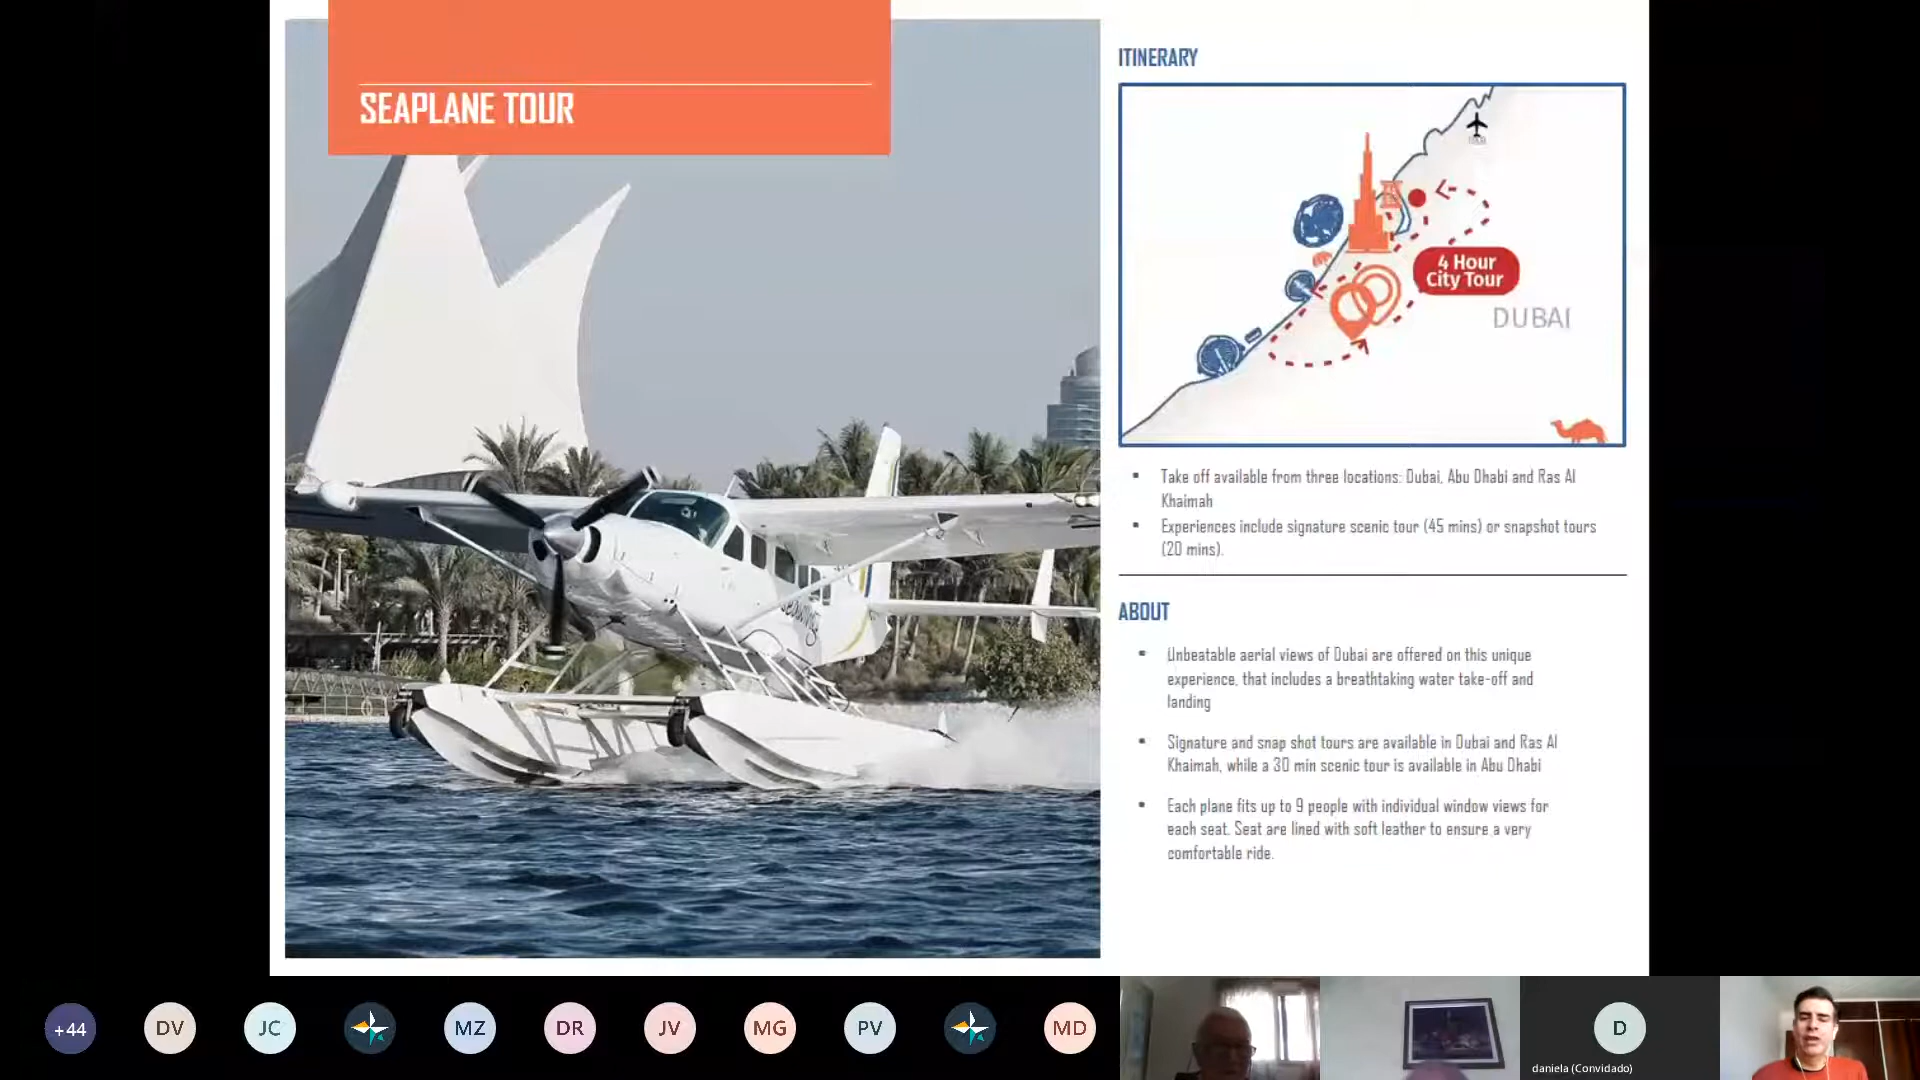 SEAPLANE TOUR
ITINERARY
4 Hour
City Tour
DUBAI
▪ Take off available from three locations: Dubai, Abu Dhabi and Ras Al
Khaimah
▪ Experiences include signature scenic tour (45 mins) or snapshot tours
(20 mins).
ABOUT
▪ Unbeatable aerial views of Dubai are offered on this unique
experience, that includes a breathtaking water take-off and
landing
▪ Signature and snap shot tours are available in Dubai and Ras Al
Khaimah, while a 30 min scenic tour is available in Abu Dhabi
▪ Each plane fits up to 9 people with individual window views for
each seat. Seat are lined with soft leather to ensure a very
comfortable ride.
seawings
+44
DV
JC
MZ
DR
JV
MG
PV
MD
D
daniela (Convidado)